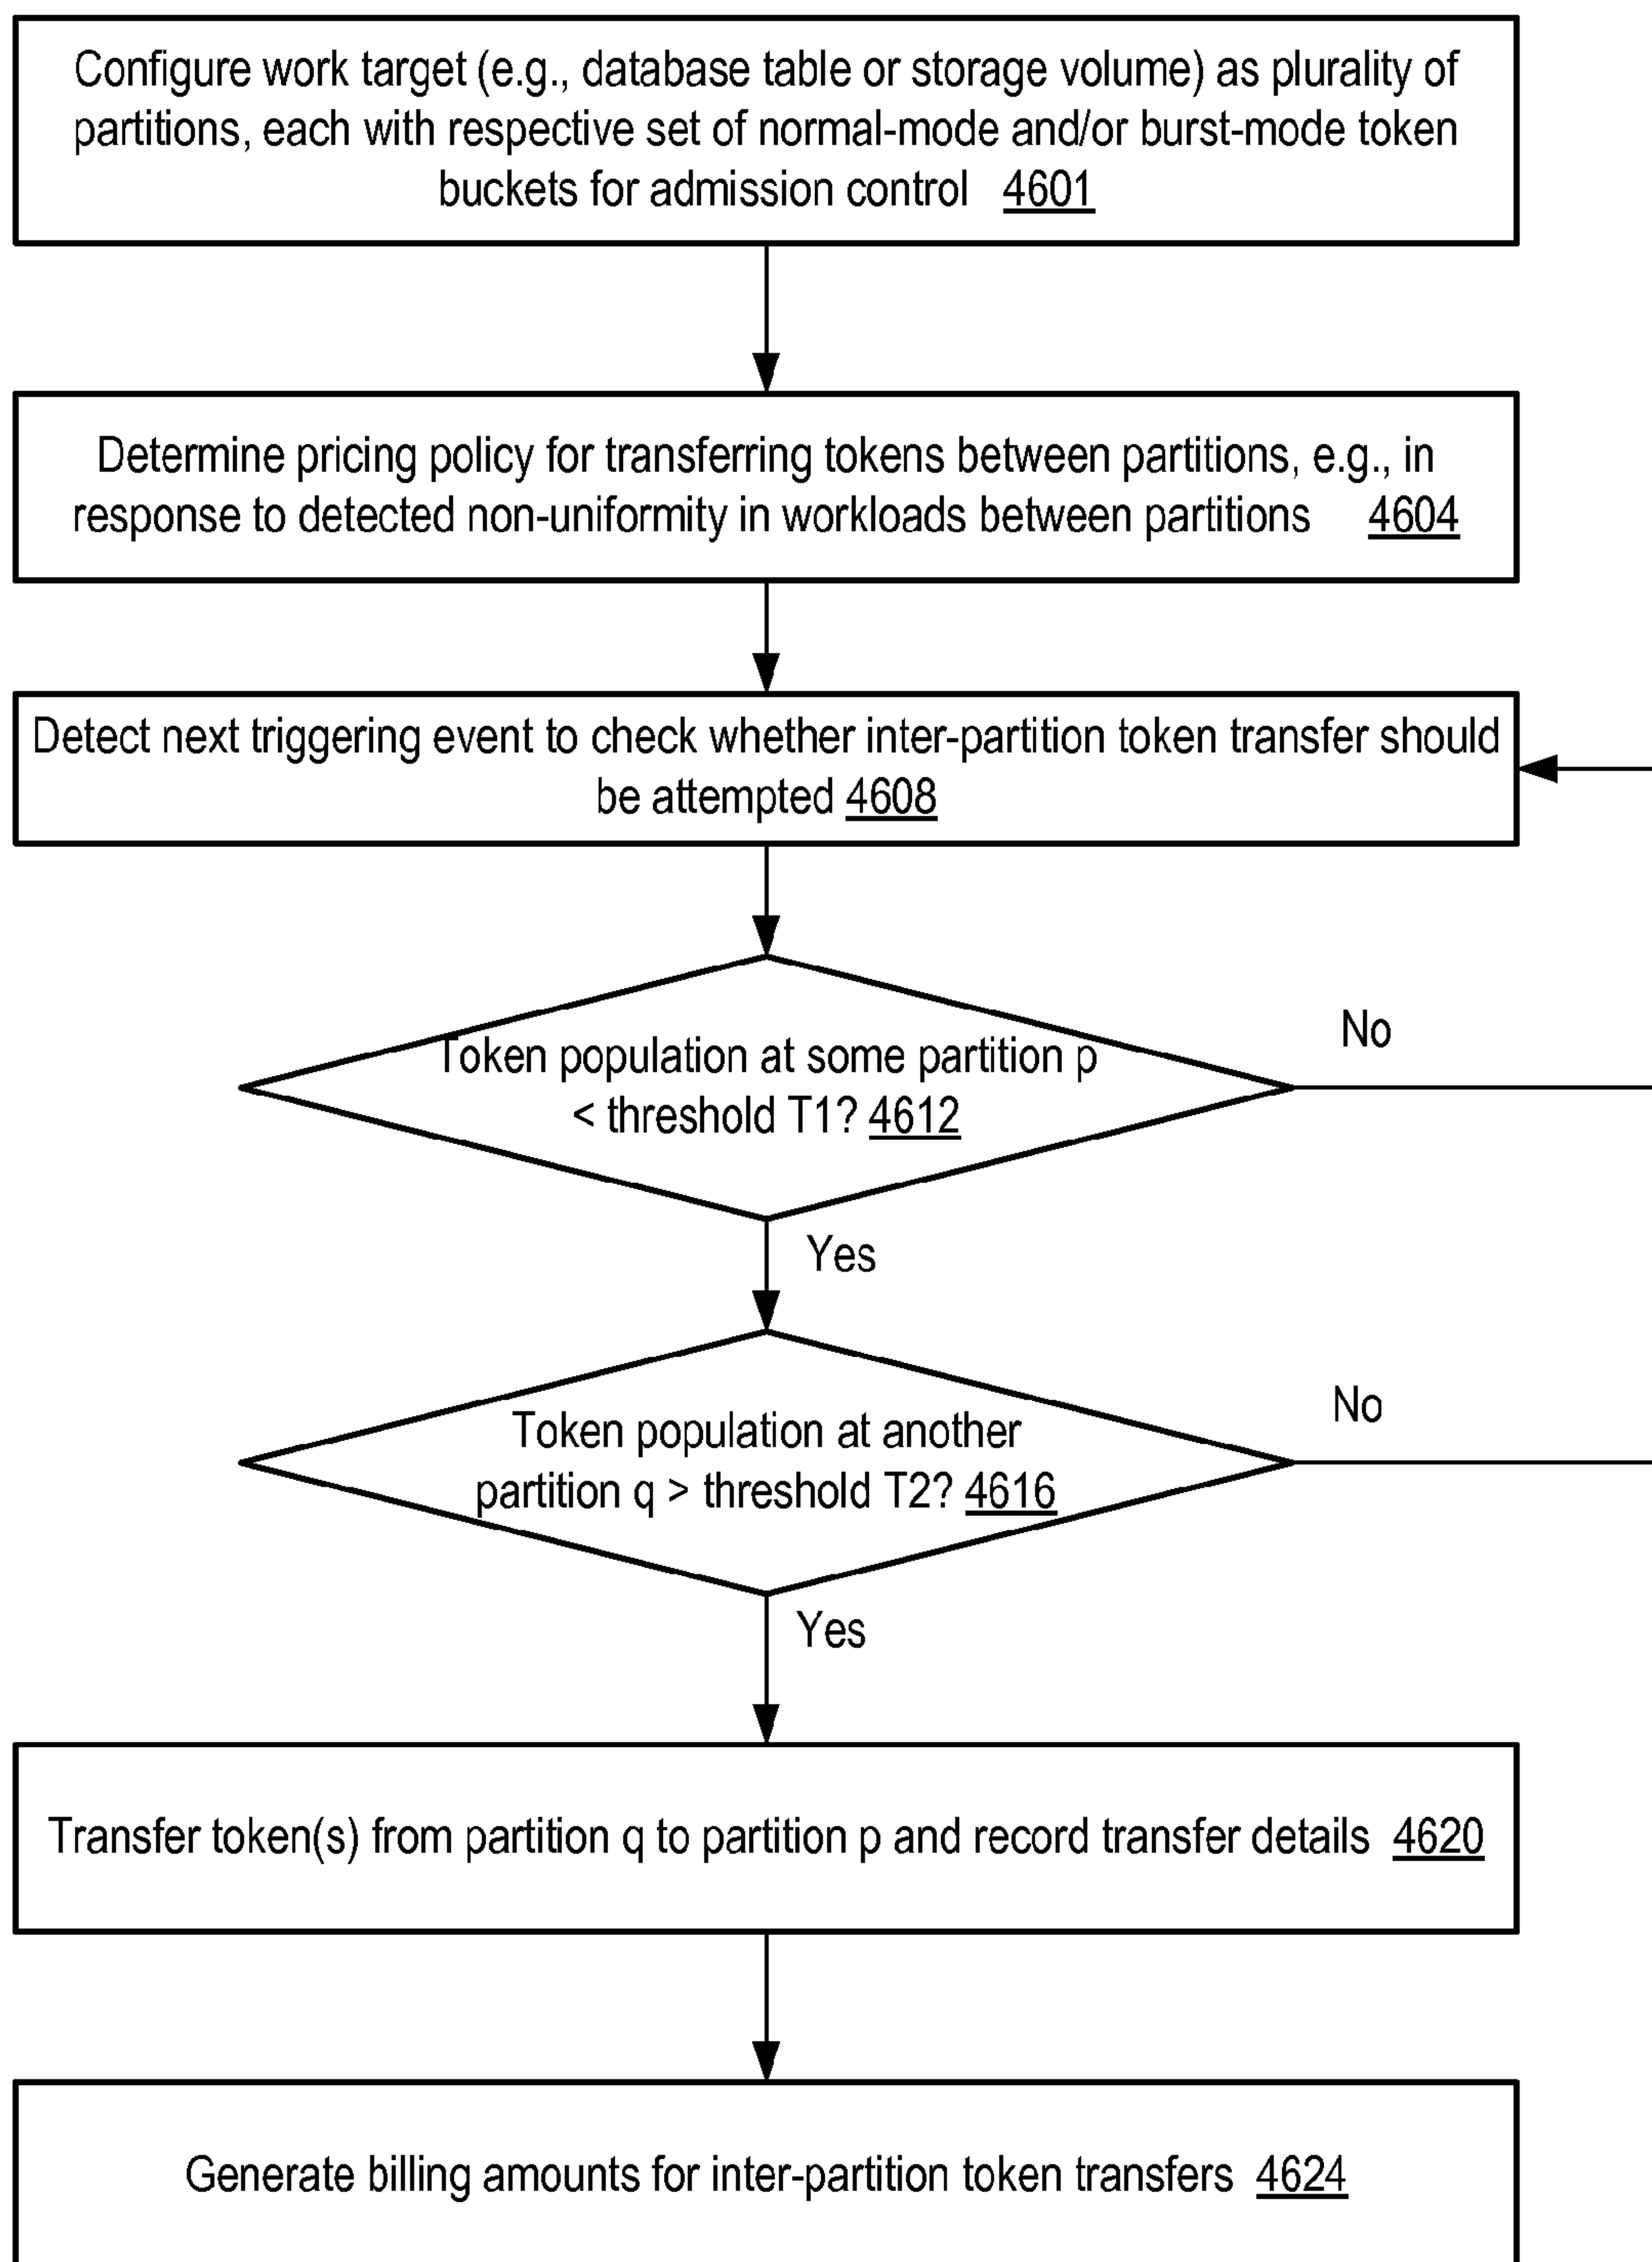 Configure work target (e.g., database table or storage volume) as plurality of
partitions, each with respective set of normal-mode and/or burst-mode token
buckets for admission control 4601
Determine pricing policy for transferring tokens between partitions, e.g., in
response to detected non-uniformity in workloads between partitions 4604
Detect next triggering event to check whether inter-partition token transfer should
be attempted 4608
No
Token population at some partition p
< threshold T1? 4612
Yes
No
Token population at another
partition q > threshold T2? 4616
Yes
Transfer token(s) from partition q to partition p and record transfer details 4620
Generate billing amounts for inter-partition token transfers 4624